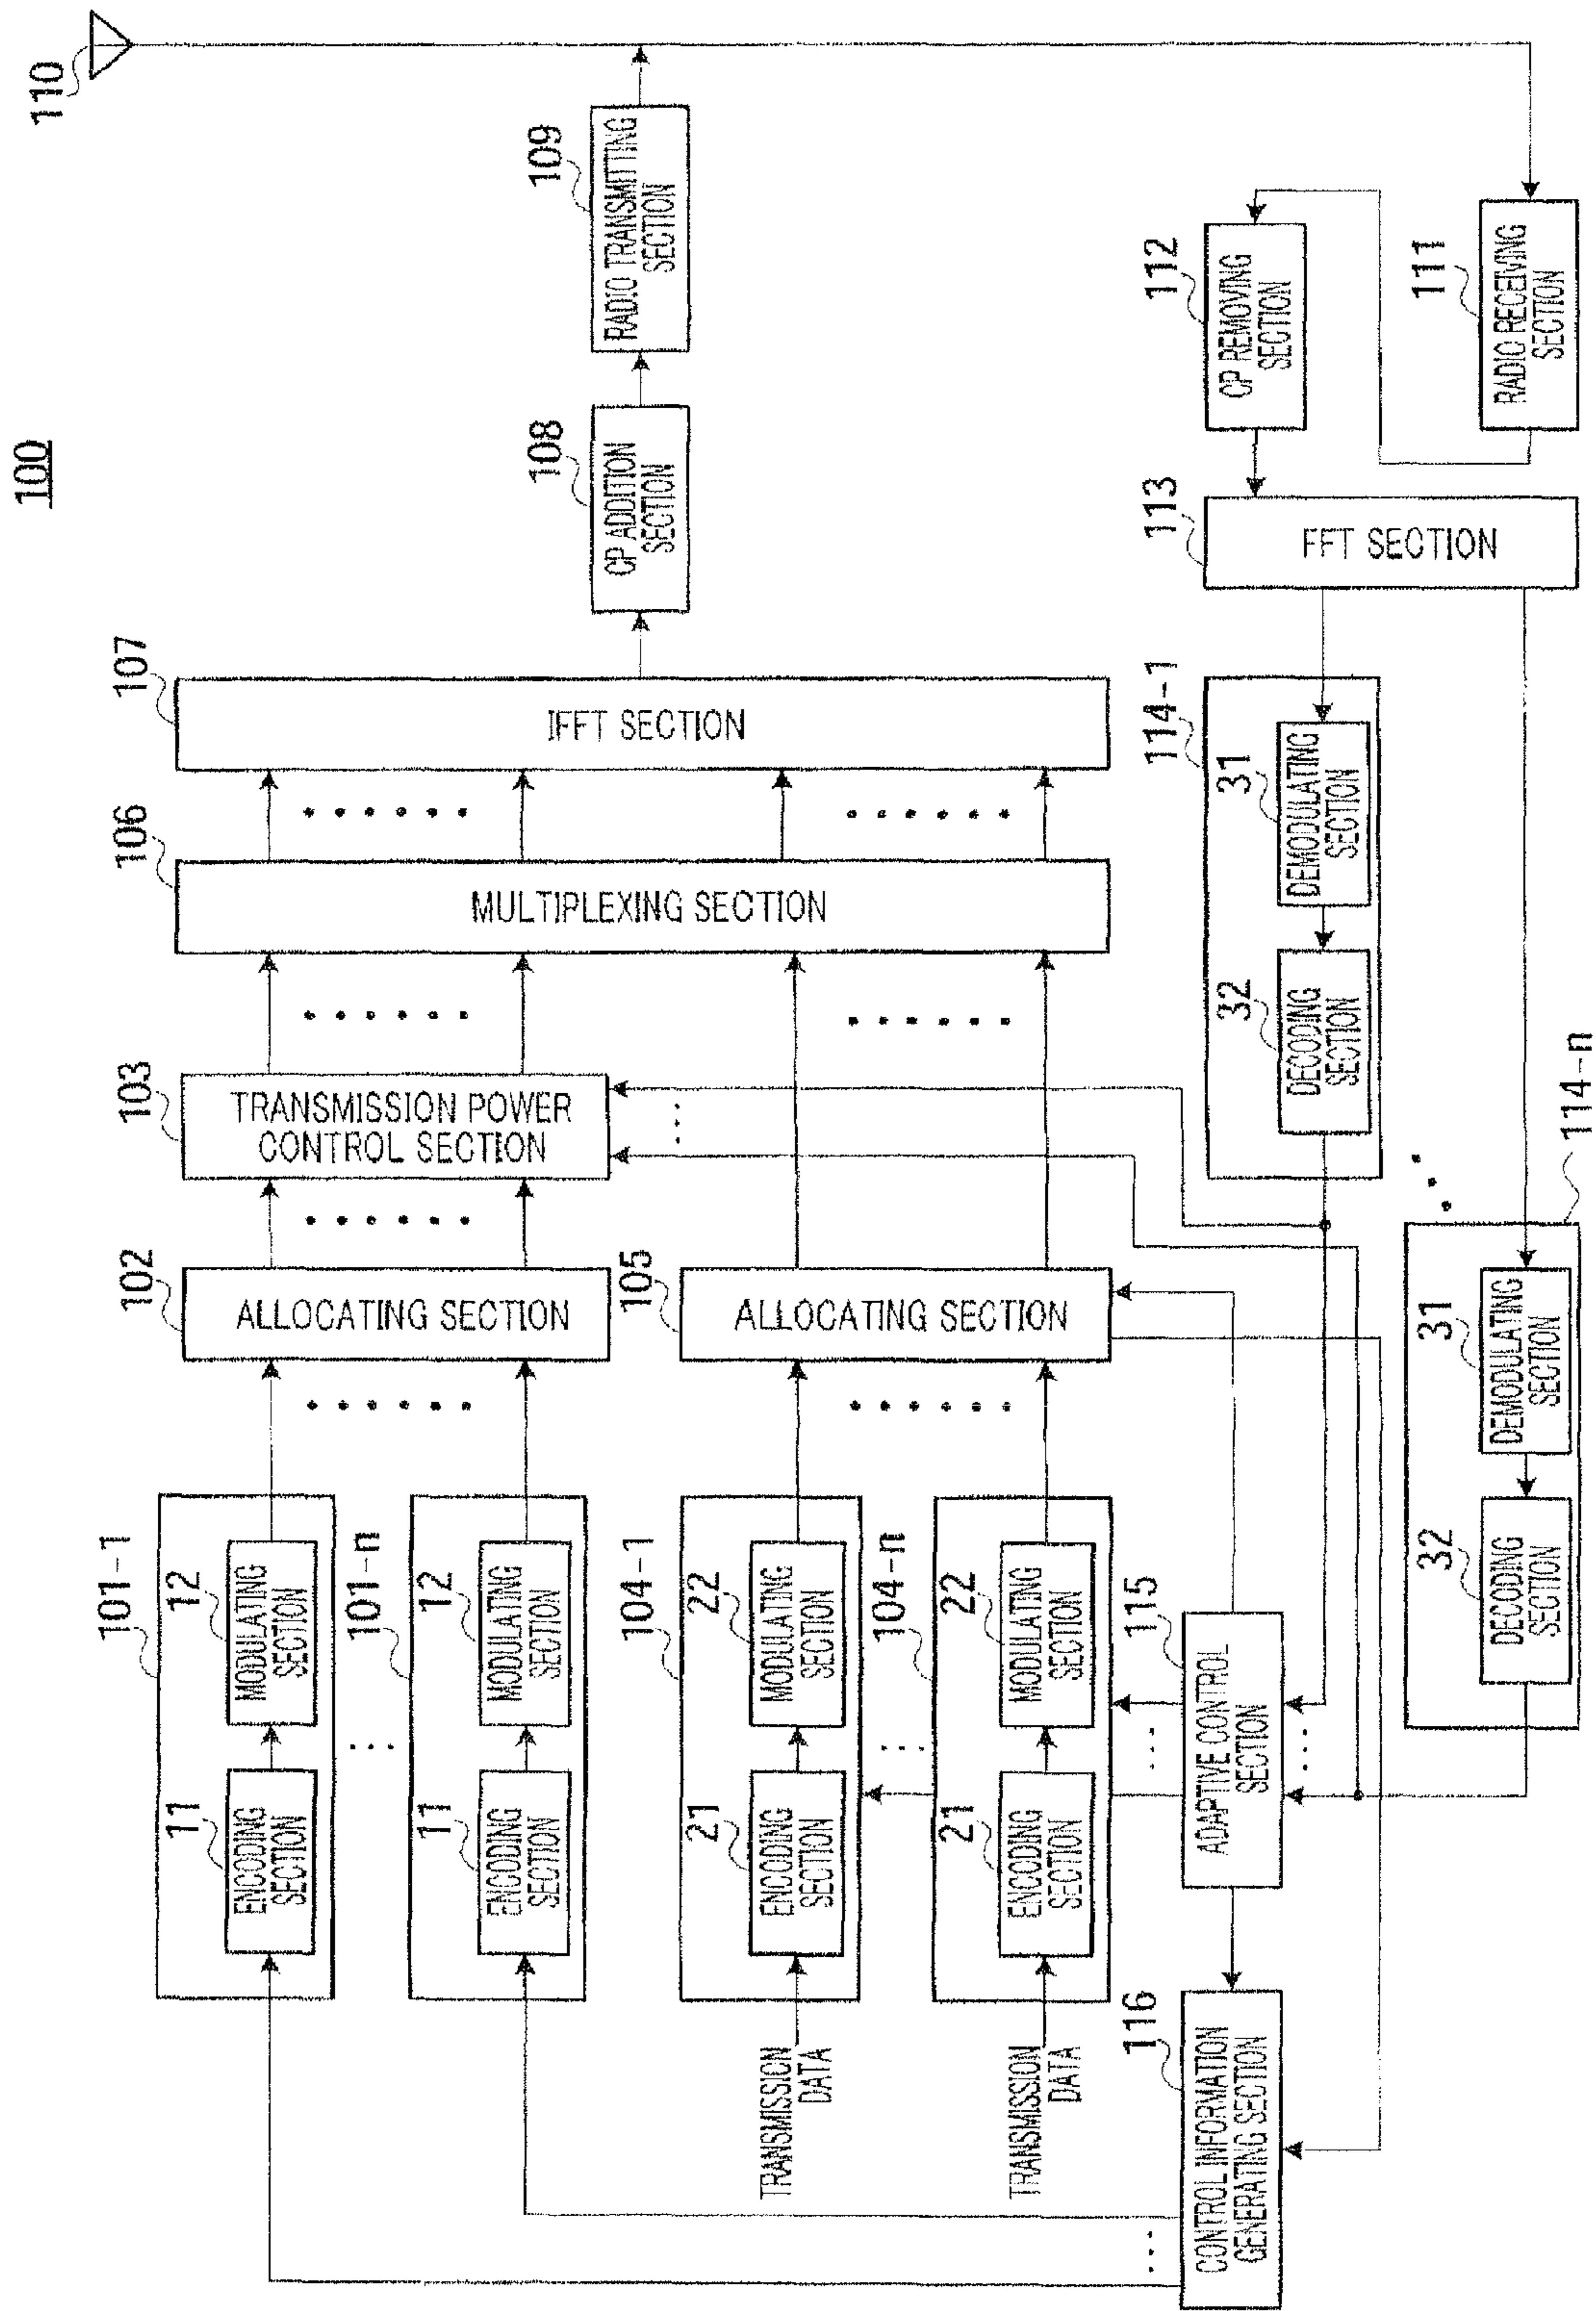 100
101-1
11
ENCODING
SECTION
12
MODULATING
SECTION
101-n
11
ENCODING
SECTION
12
MODULATING
SECTION
102
ALLOCATING SECTION
103
TRANSMISSION POWER
CONTROL SECTION
104-1
TRANSMISSION
DATA
21
ENCODING
SECTION
22
MODULATING
SECTION
104-n
TRANSMISSION
DATA
21
ENCODING
SECTION
22
MODULATING
SECTION
105
ALLOCATING SECTION
106
MULTIPLEXING SECTION
107
IFFT SECTION
108
CP ADDITION
SECTION
109
RADIO TRANSMITTING
SECTION
110
116
CONTROL INFORMATION
GENERATING SECTION
115
ADAPTIVE CONTROL
SECTION
114-1
32
DECODING
SECTION
31
DEMODULATING
SECTION
113
FFT SECTION
112
CP REMOVING
SECTION
111
RADIO RECEIVING
SECTION
32
DECODING
SECTION
31
DEMODULATING
SECTION
114-n